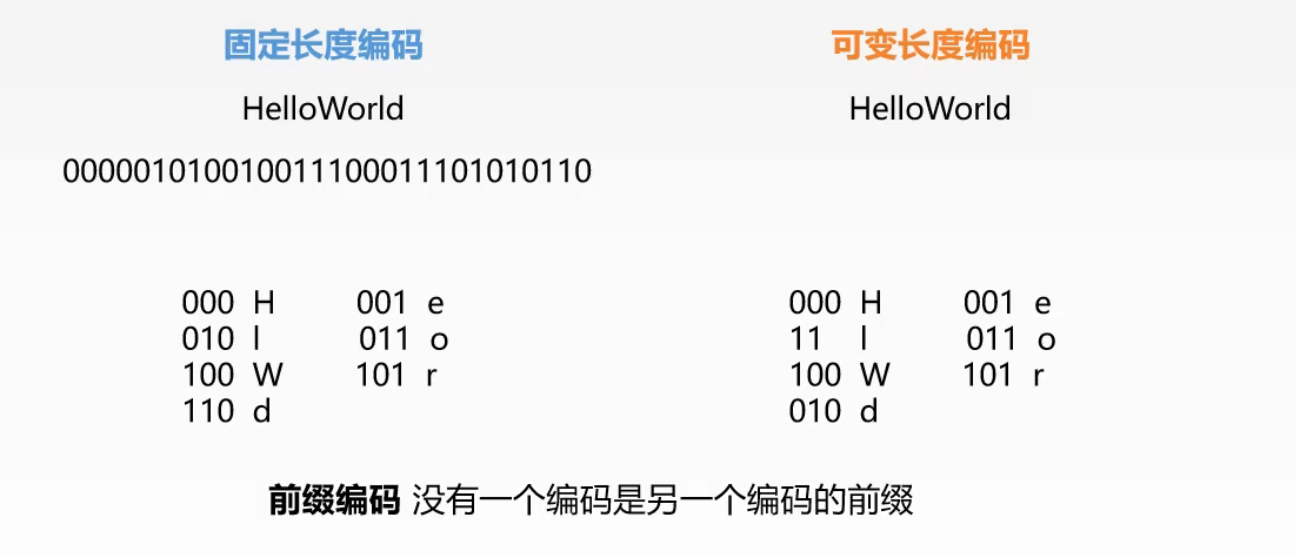 固定长度编码 可变长度编码
HelloWorld HelloWorld
000001010010011100011101010110
000 H 001 e 000 H 001 e
010 l 011 o 11 l 011 o
100 W 101 r 100 W 101 r
110 d 010 d
前缀编码 没有一个编码是另一个编码的前缀